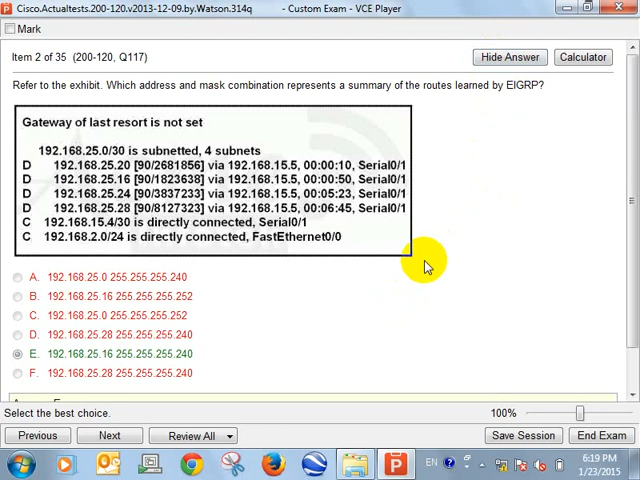 Cisco.Actualtests.200-120.v2013-12-09.by.Watson.314q - Custom Exam - VCE Player
Mark
Item 2 of 35 (200-120, Q117)
Hide Answer
Calculator
Refer to the exhibit. Which address and mask combination represents a summary of the routes learned by EIGRP?
Gateway of last resort is not set
192.168.25.0/30 is subnetted, 4 subnets
D 192.168.25.20 [90/2681856] via 192.168.15.5, 00:00:10, Serial0/1
D 192.168.25.16 [90/1823638] via 192.168.15.5, 00:00:50, Serial0/1
D 192.168.25.24 [90/3837233] via 192.168.15.5, 00:05:23, Serial0/1
D 192.168.25.28 [90/8127323] via 192.168.15.5, 00:06:45, Serial0/1
C 192.168.15.4/30 is directly connected, Serial0/1
C 192.168.2.0/24 is directly connected, FastEthernet0/0
A. 192.168.25.0 255.255.255.240
B. 192.168.25.16 255.255.255.252
C. 192.168.25.0 255.255.255.252
D. 192.168.25.28 255.255.255.240
E. 192.168.25.16 255.255.255.240
F. 192.168.25.28 255.255.255.240
Select the best choice.
100%
Previous
Next
Review All
Save Session
End Exam
EN
6:19 PM
1/23/2015